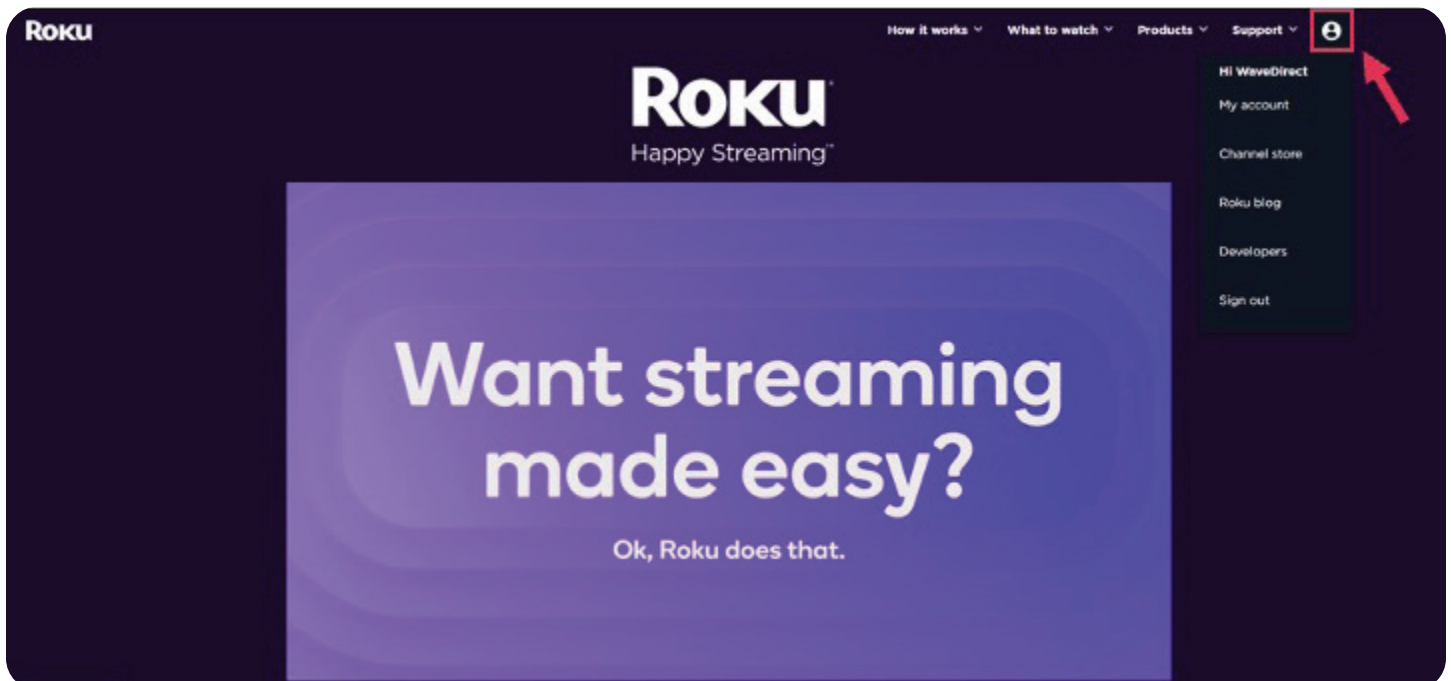 ROKU
How it works
What to watch
Products
Support
Hi WaveDirect
My account
Channel store
Roku blog
Developers
Sign out
ROKU
Happy Streaming™
Want streaming
made easy?
Ok, Roku does that.